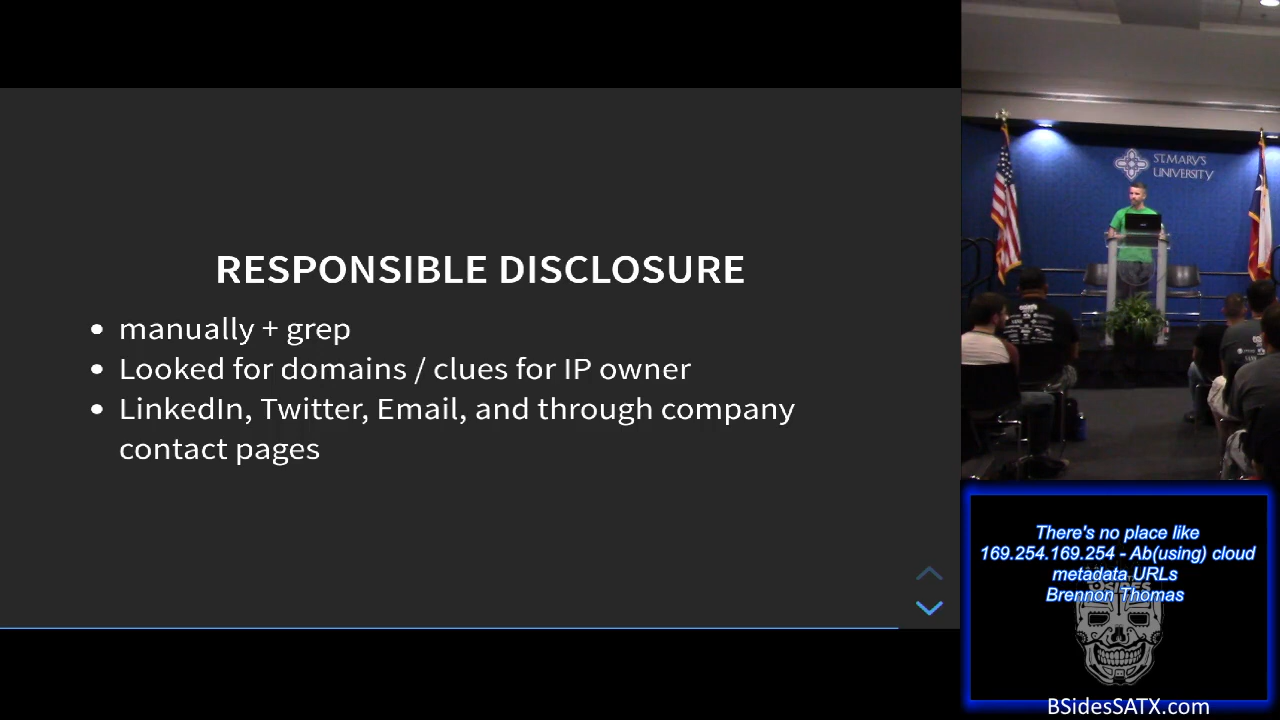 RESPONSIBLE DISCLOSURE
manually + grep
Looked for domains / clues for IP owner
LinkedIn, Twitter, Email, and through company
contact pages
ST. MARY'S
UNIVERSITY
There's no place like
169.254.169.254 - Ab(using) cloud
metadata URLs
Brennon Thomas
BSIDES
BSidesSATX.com